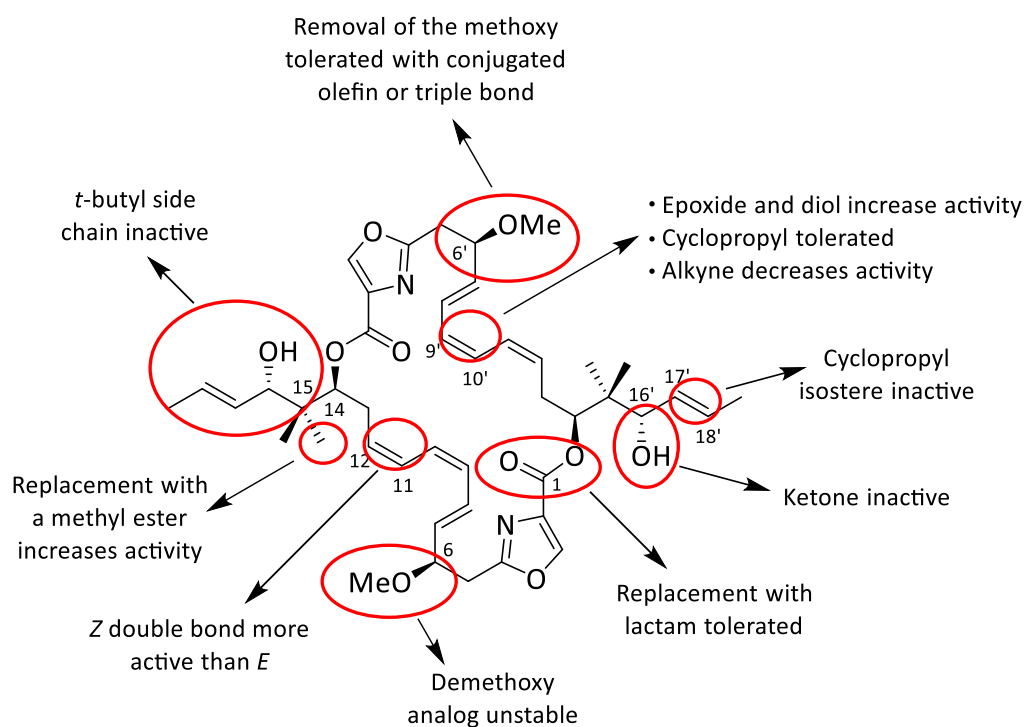 Removal of the methoxy
tolerated with conjugated
olefin or triple bond
t-butyl side
chain inactive
• Epoxide and diol increase activity
• Cyclopropyl tolerated
• Alkyne decreases activity
O
OMe
6'
N
9'
10'
O
O
OH
15
14
12
11
17'
16'
18'
OH
Cyclopropyl
isostere inactive
O
O
1
Ketone inactive
Replacement with
a methyl ester
increases activity
N
O
6
MeO
Replacement with
lactam tolerated
Z double bond more
active than E
Demethoxy
analog unstable